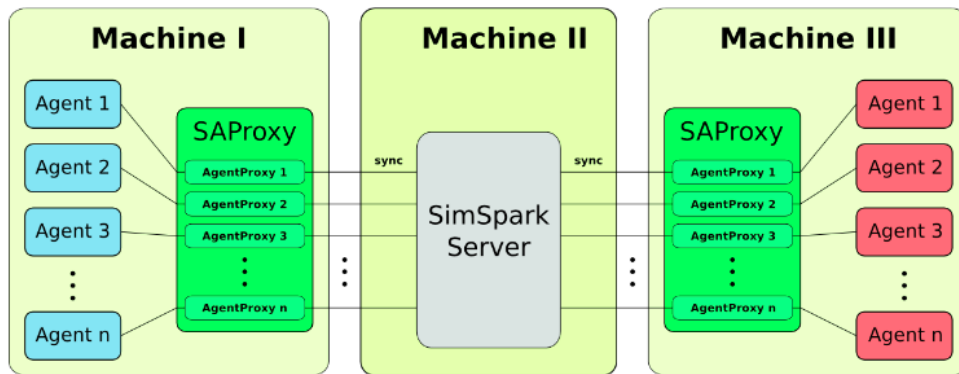 Machine I
Machine II
Machine III
Agent 1
Agent 2
Agent 3
Agent n
SAProxy
AgentProxy 1
AgentProxy 2
AgentProxy 3
AgentProxy n
sync
SimSpark
Server
sync
SAProxy
AgentProxy 1
AgentProxy 2
AgentProxy 3
AgentProxy n
Agent 1
Agent 2
Agent 3
Agent n